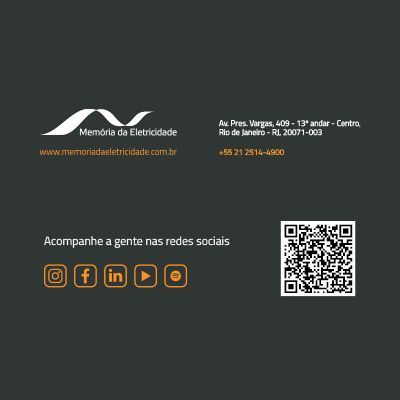 Memória da Eletricidade
www.memoriadaeletricidade.com.br
Av. Pres. Vargas, 409 - 13º andar - Centro,
Rio de Janeiro - RJ, 20071-003
+55 21 2514-4900
Acompanhe a gente nas redes sociais